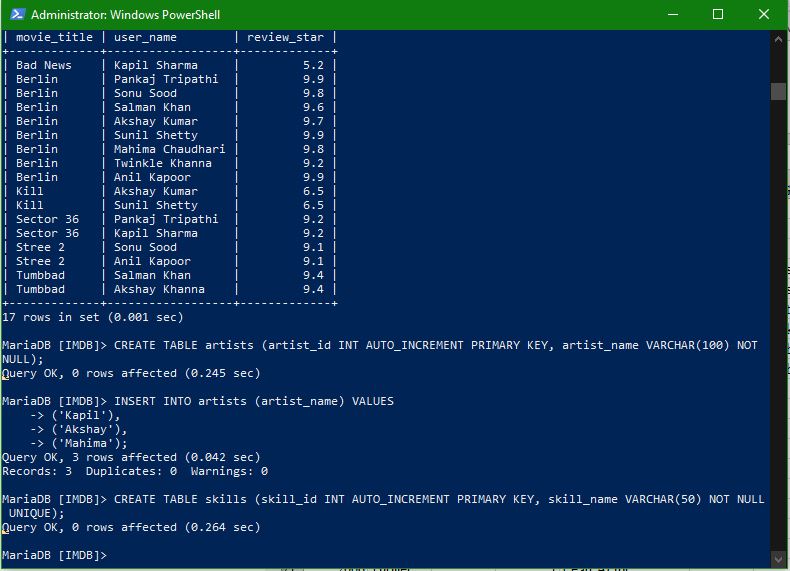 Administrator: Windows PowerShell
| movie_title | user_name        | review_star |
+-------------+------------------+-------------+
| Bad News    | Kapil Sharma     |         5.2 |
| Berlin      | Pankaj Tripathi  |         9.9 |
| Berlin      | Sonu Sood        |         9.8 |
| Berlin      | Salman Khan      |         9.6 |
| Berlin      | Akshay Kumar     |         9.7 |
| Berlin      | Sunil Shetty     |         9.9 |
| Berlin      | Mahima Chaudhari |         9.8 |
| Berlin      | Twinkle Khanna   |         9.2 |
| Berlin      | Anil Kapoor      |         9.9 |
| Kill        | Akshay Kumar     |         6.5 |
| Kill        | Sunil Shetty     |         6.5 |
| Sector 36   | Pankaj Tripathi  |         9.2 |
| Sector 36   | Kapil Sharma     |         9.2 |
| Stree 2     | Sonu Sood        |         9.1 |
| Stree 2     | Anil Kapoor      |         9.1 |
| Tumbbad     | Salman Khan      |         9.4 |
| Tumbbad     | Akshay Khanna    |         9.4 |
+-------------+------------------+-------------+
17 rows in set (0.001 sec)
MariaDB [IMDB]> CREATE TABLE artists (artist_id INT AUTO_INCREMENT PRIMARY KEY, artist_name VARCHAR(100) NOT
NULL);
Query OK, 0 rows affected (0.245 sec)
MariaDB [IMDB]> INSERT INTO artists (artist_name) VALUES
    -> ('Kapil'),
    -> ('Akshay'),
    -> ('Mahima');
Query OK, 3 rows affected (0.042 sec)
Records: 3  Duplicates: 0  Warnings: 0
MariaDB [IMDB]> CREATE TABLE skills (skill_id INT AUTO_INCREMENT PRIMARY KEY, skill_name VARCHAR(50) NOT NULL
 UNIQUE);
Query OK, 0 rows affected (0.264 sec)
MariaDB [IMDB]>